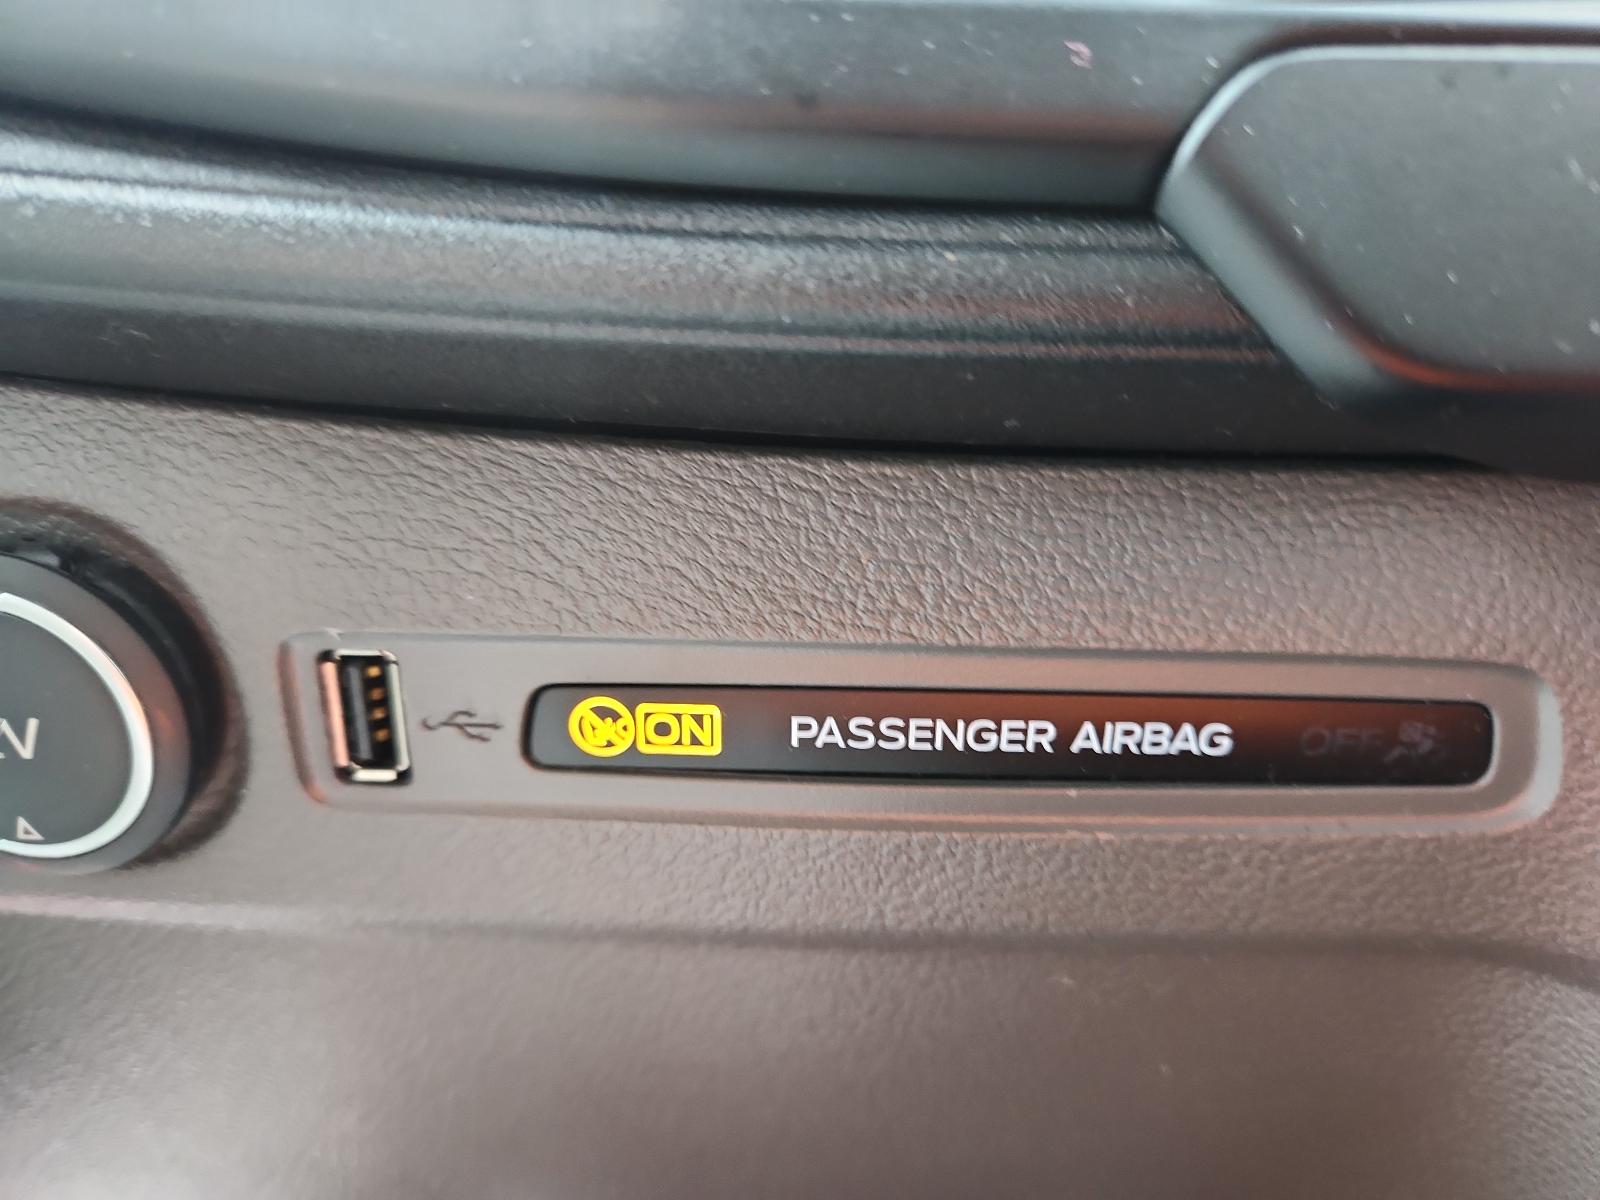 ON PASSENGER AIRBAG OFF